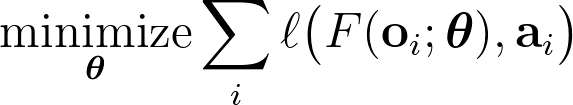 minimize_𝜽 ∑_i ℓ(F(𝐨_i; 𝜽), 𝐚_i)